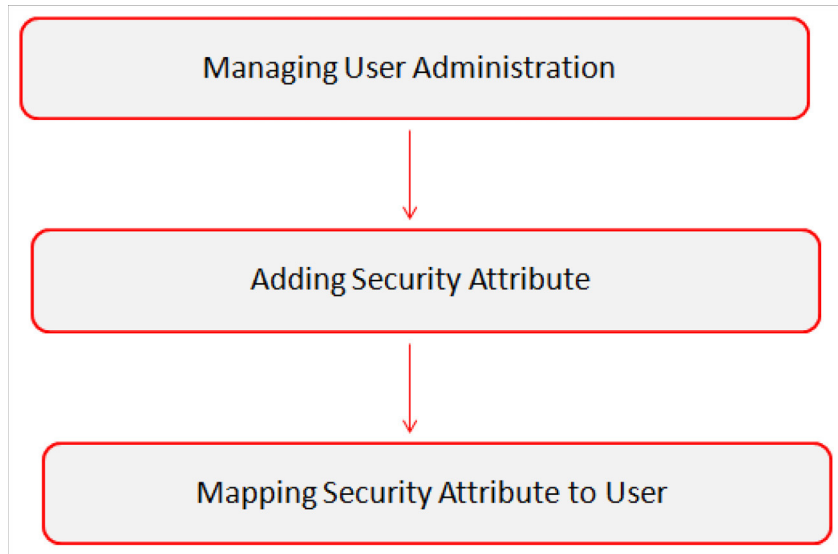 Managing User Administration
Adding Security Attribute
Mapping Security Attribute to User